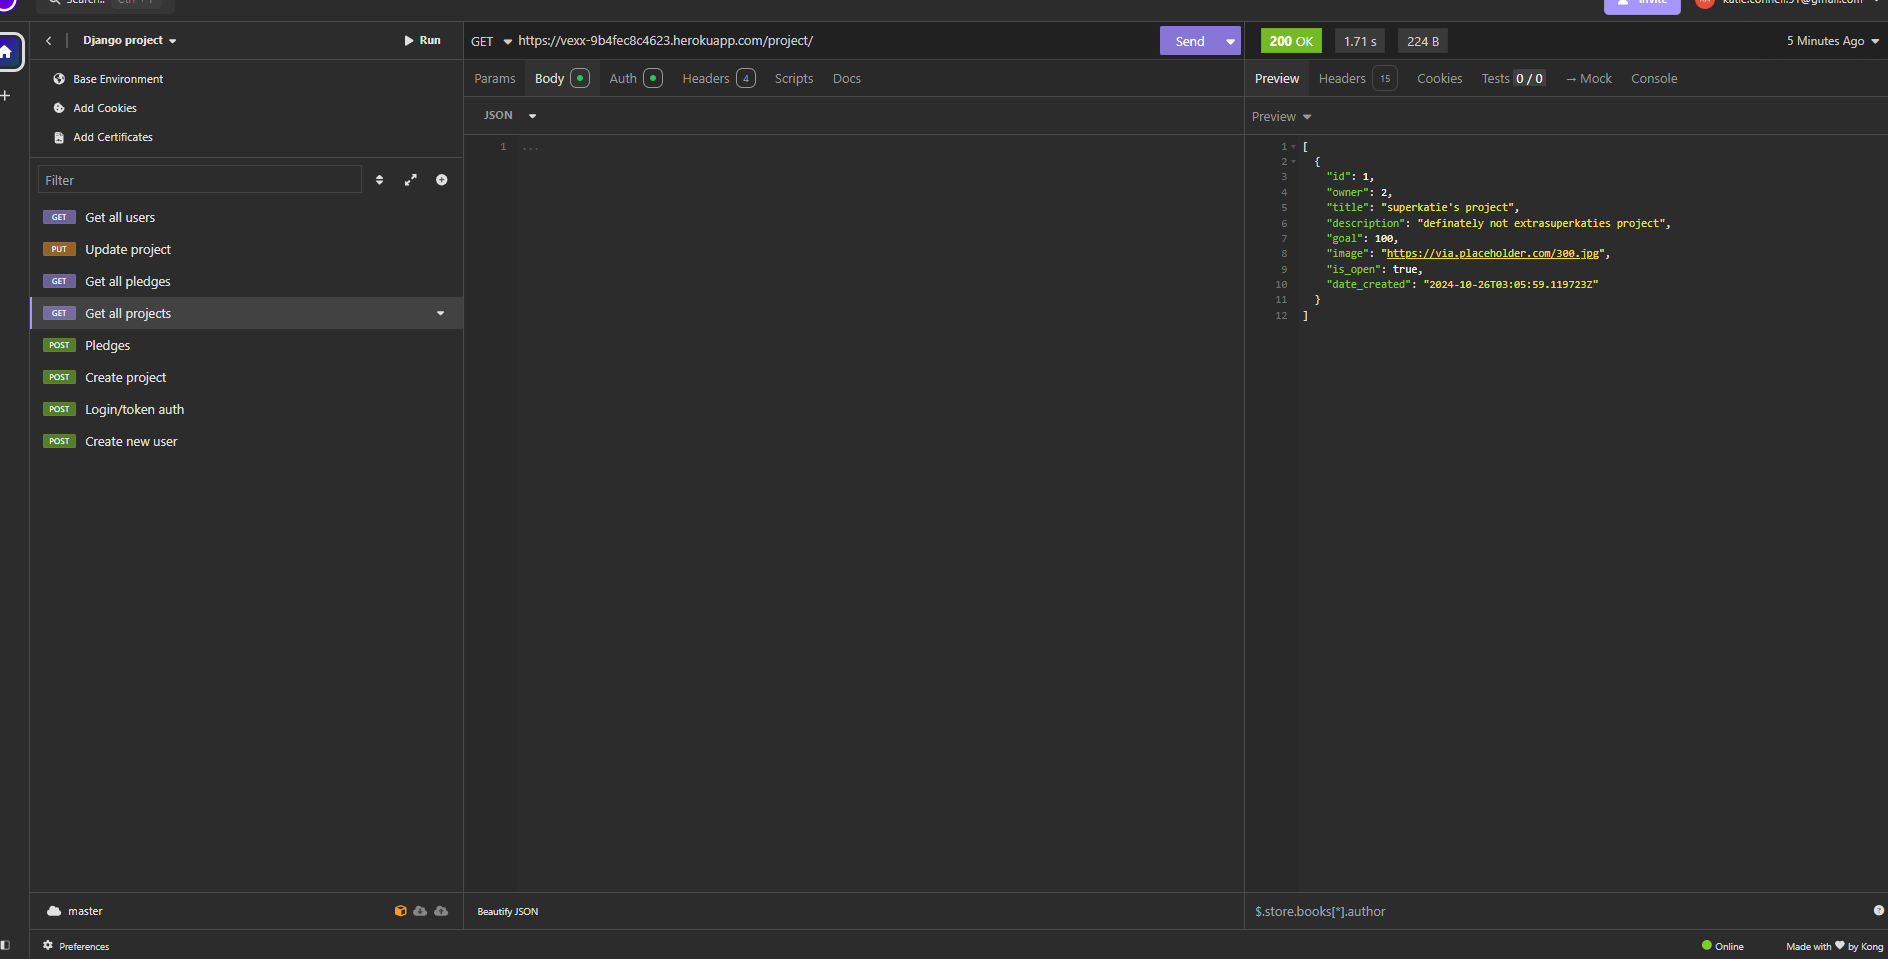 Search..
Ctrl + P
Invite
katie.connell.91@gmail.com
Django project
Run
Base Environment
Add Cookies
Add Certificates
Filter
GET Get all users
PUT Update project
GET Get all pledges
GET Get all projects
POST Pledges
POST Create project
POST Login/token auth
POST Create new user
master
Preferences
GET https://vexx-9b4fec8c4623.herokuapp.com/project/ Send
Params Body Auth Headers 4 Scripts Docs
JSON
1 ...
Beautify JSON
200 OK 1.71 s 224 B 5 Minutes Ago
Preview Headers 15 Cookies Tests 0 / 0 → Mock Console
Preview
1 [
2 {
3 "id": 1,
4 "owner": 2,
5 "title": "superkatie's project",
6 "description": "definately not extrasuperkaties project",
7 "goal": 100,
8 "image": "https://via.placeholder.com/300.jpg",
9 "is_open": true,
10 "date_created": "2024-10-26T03:05:59.119723Z"
11 }
12 ]
$.store.books[*].author
Online
Made with ♥ by Kong